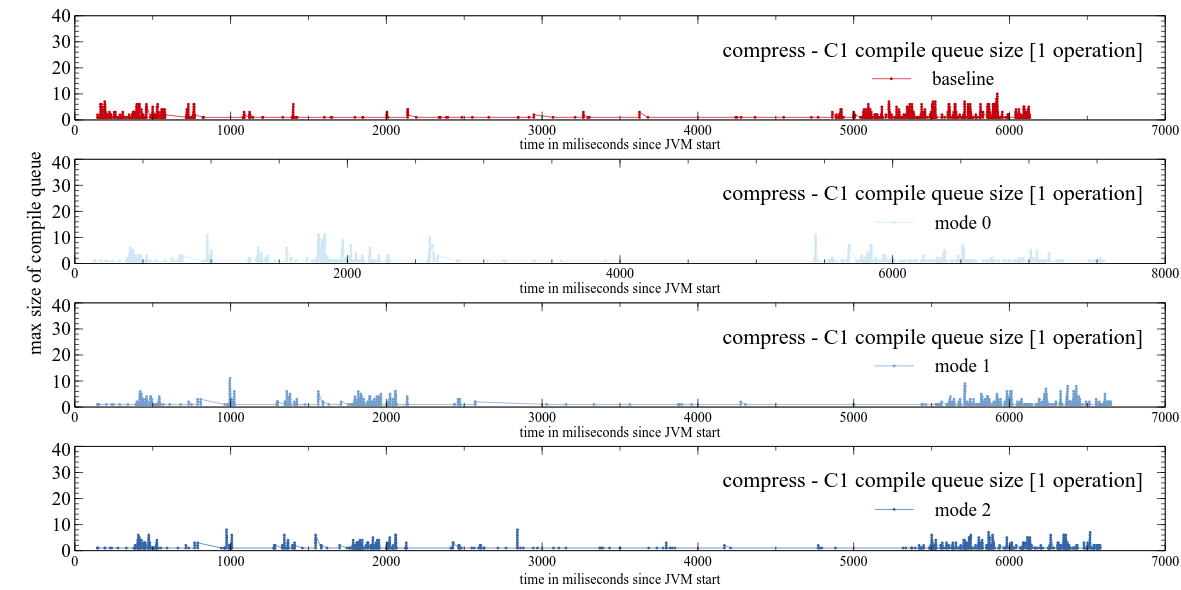 40
compress - C1 compile queue size [1 operation]
30
baseline
20
10
0
0 1000 2000 3000 4000 5000 6000 7000
time in miliseconds since JVM start
max size of compile queue
40
compress - C1 compile queue size [1 operation]
30
mode 0
20
10
0
0 2000 4000 6000 8000
time in miliseconds since JVM start
40
compress - C1 compile queue size [1 operation]
30
mode 1
20
10
0
0 1000 2000 3000 4000 5000 6000 7000
time in miliseconds since JVM start
40
compress - C1 compile queue size [1 operation]
30
mode 2
20
10
0
0 1000 2000 3000 4000 5000 6000 7000
time in miliseconds since JVM start